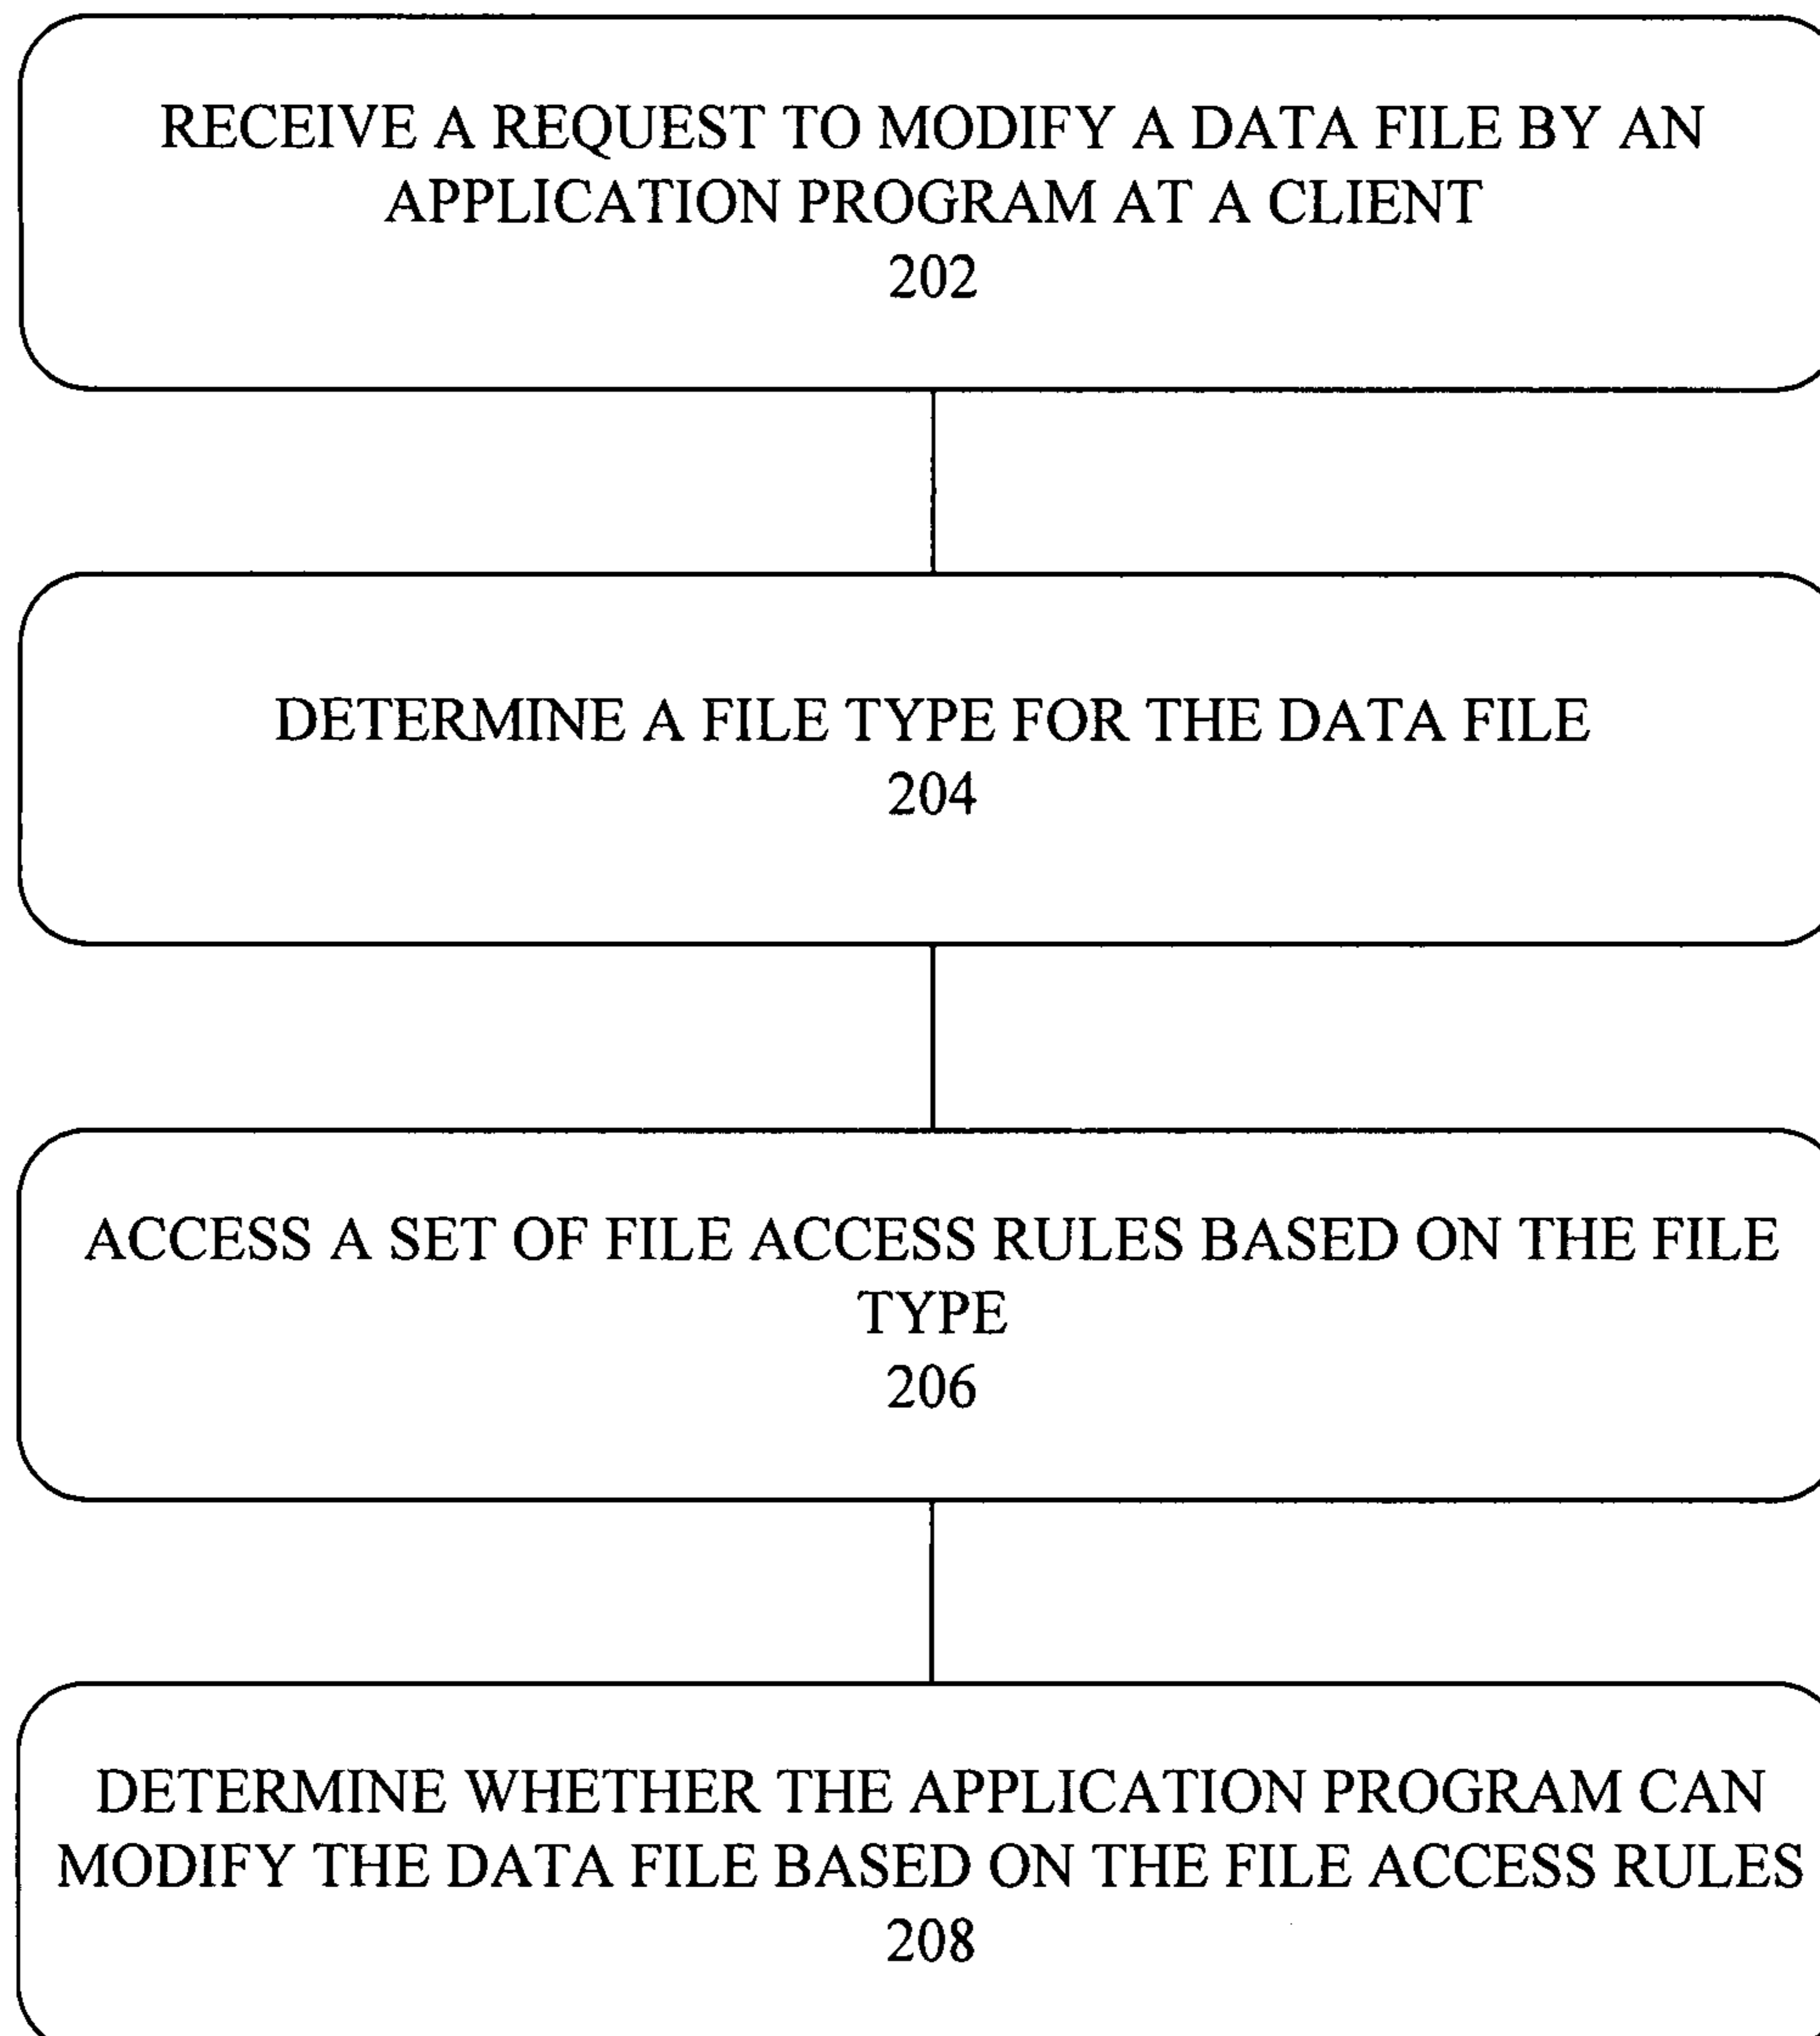 RECEIVE A REQUEST TO MODIFY A DATA FILE BY AN
APPLICATION PROGRAM AT A CLIENT
202
DETERMINE A FILE TYPE FOR THE DATA FILE
204
ACCESS A SET OF FILE ACCESS RULES BASED ON THE FILE
TYPE
206
DETERMINE WHETHER THE APPLICATION PROGRAM CAN
MODIFY THE DATA FILE BASED ON THE FILE ACCESS RULES
208